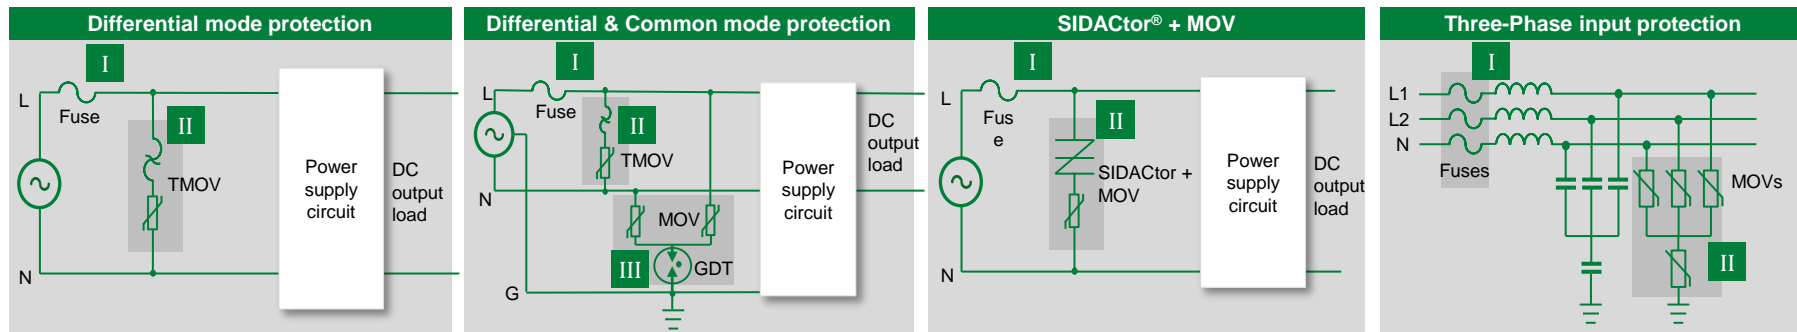 Differential mode protection
I
L
Fuse
II
TMOV
N
Power
supply
circuit
DC
output
load
Differential & Common mode protection
I
L
Fuse
II
TMOV
N
MOV
III
GDT
G
Power
supply
circuit
DC
output
load
SIDACtor® + MOV
I
L
Fus
e
II
SIDACtor +
MOV
N
Power
supply
circuit
DC
output
load
Three-Phase input protection
I
L1
L2
N
Fuses
MOVs
II